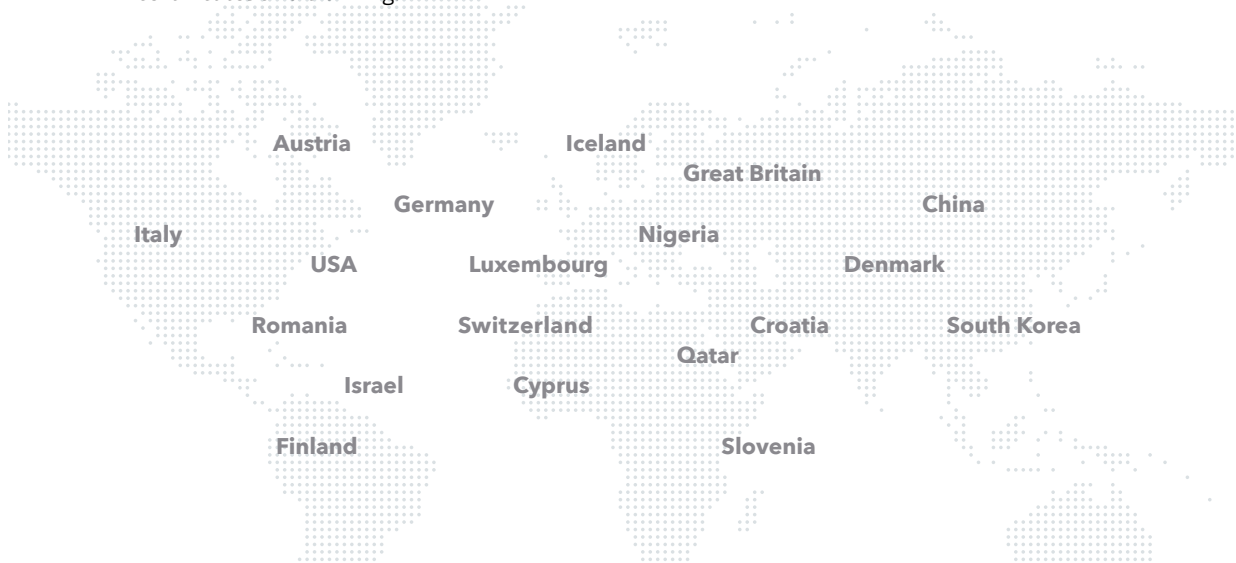 Austria Iceland
Great Britain
Germany China
Italy Nigeria
USA Luxembourg Denmark
Romania Switzerland Croatia South Korea
Qatar
Israel Cyprus
Finland Slovenia